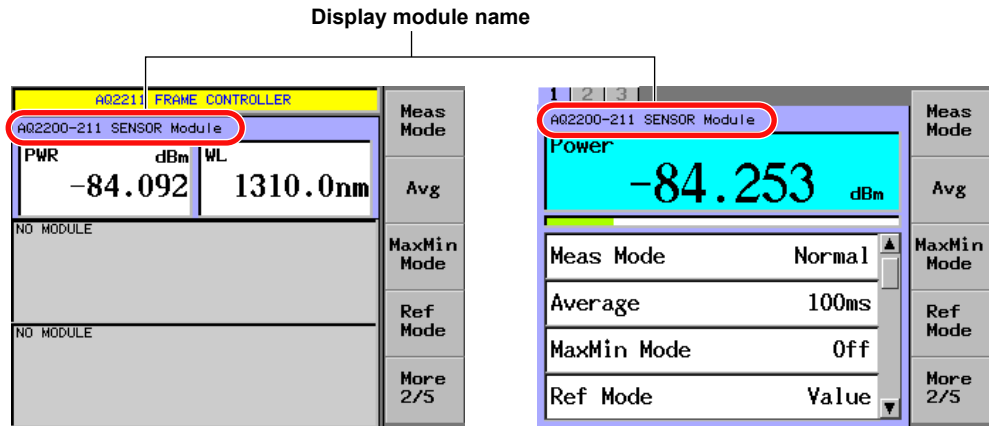 Display module name
AQ2211 FRAME CONTROLLER
AQ2200-211 SENSOR Module
PWR dBm WL
-84.092 1310.0nm
NO MODULE
NO MODULE
Meas
Mode
Avg
MaxMin
Mode
Ref
Mode
More
2/5
1 2 3
AQ2200-211 SENSOR Module
Power
-84.253 dBm
Meas Mode Normal
Average 100ms
MaxMin Mode Off
Ref Mode Value
Meas
Mode
Avg
MaxMin
Mode
Ref
Mode
More
2/5